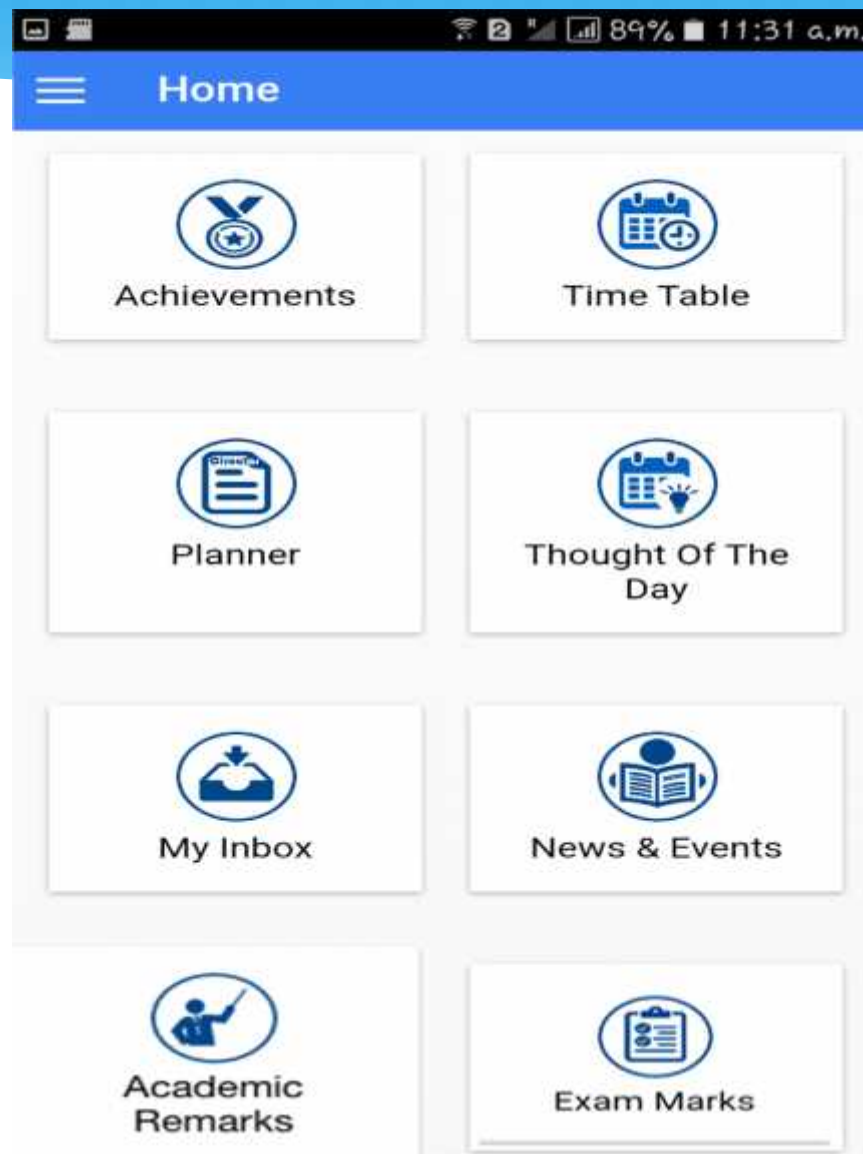 2 89% 11:31 a.m.
Home
Achievements
Time Table
Planner
Thought Of The
Day
My Inbox
News & Events
Academic
Remarks
Exam Marks